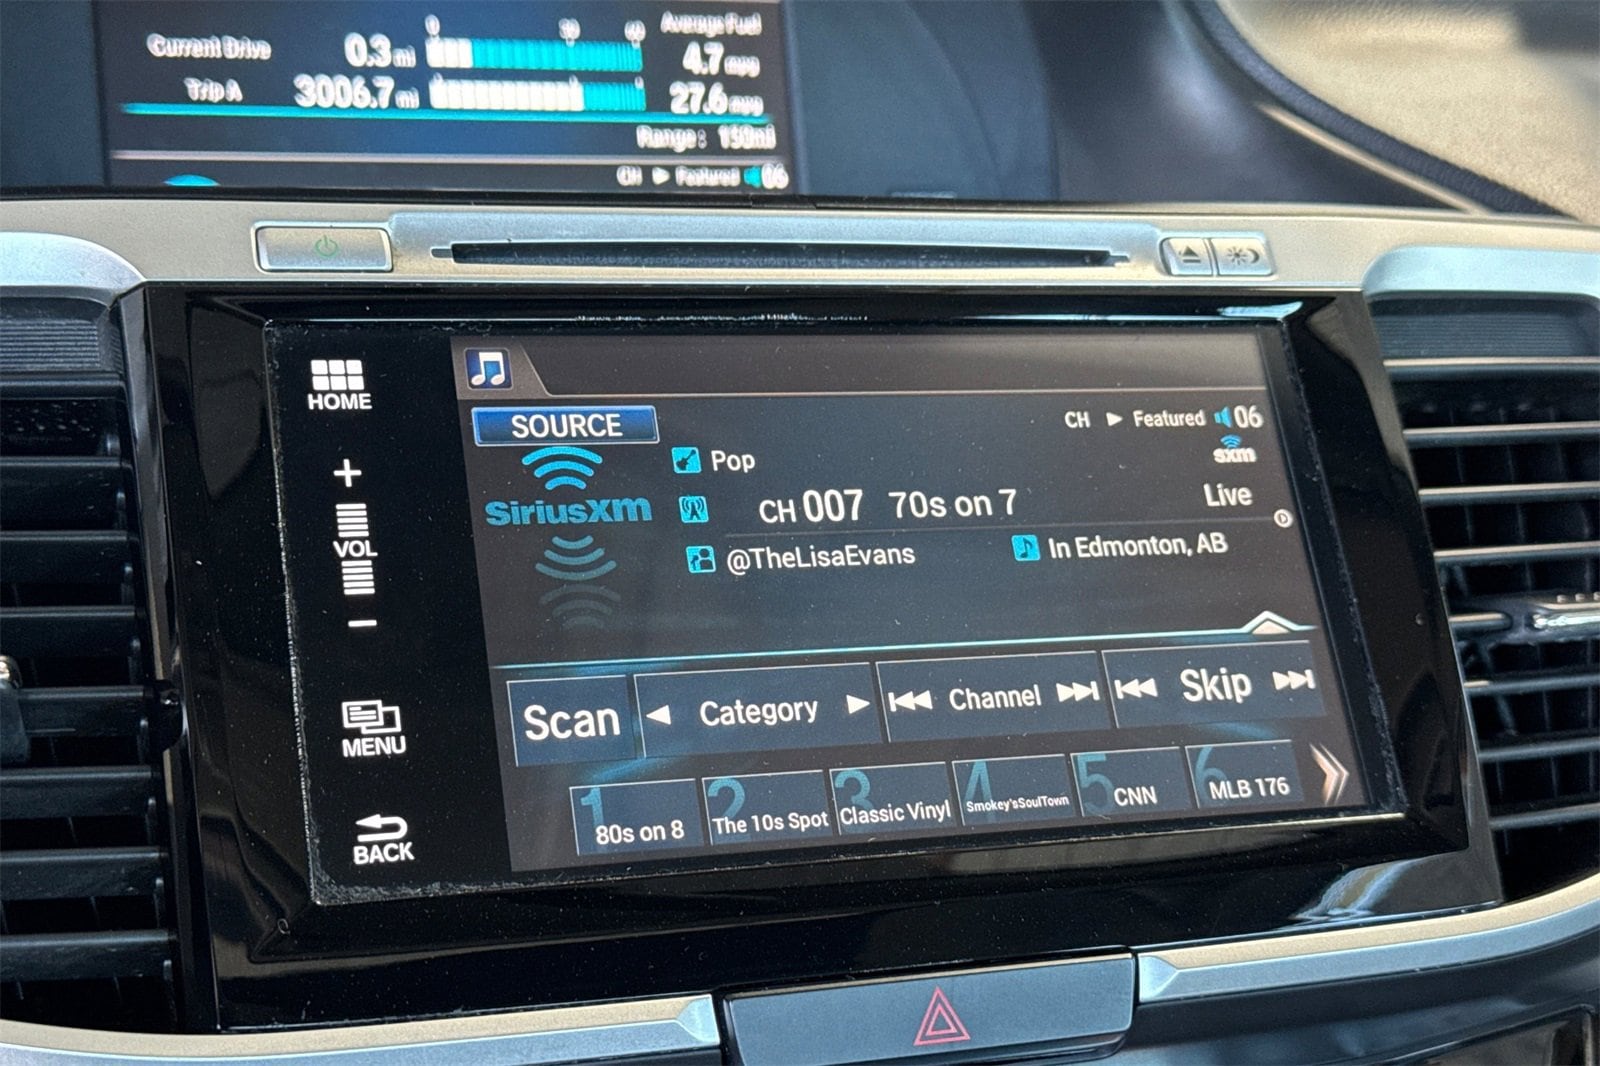 0 30 60 Average Fuel
Current Drive 0.3 mi 4.7 mpg
Trip A 3006.7 mi 27.6 mpg
Range:
CH Featured 06
HOME
SOURCE
CH Featured 06
Pop
sxm
+
SiriusXM
CH 007 70s on 7
Live
VOL
@TheLisaEvans
In Edmonton, AB
−
Scan
Category
Channel
Skip
MENU
1 80s on 8
2 The 10s Spot
3 Classic Vinyl
4 Smokey'sSoulTown
5 CNN
6 MLB 176
BACK